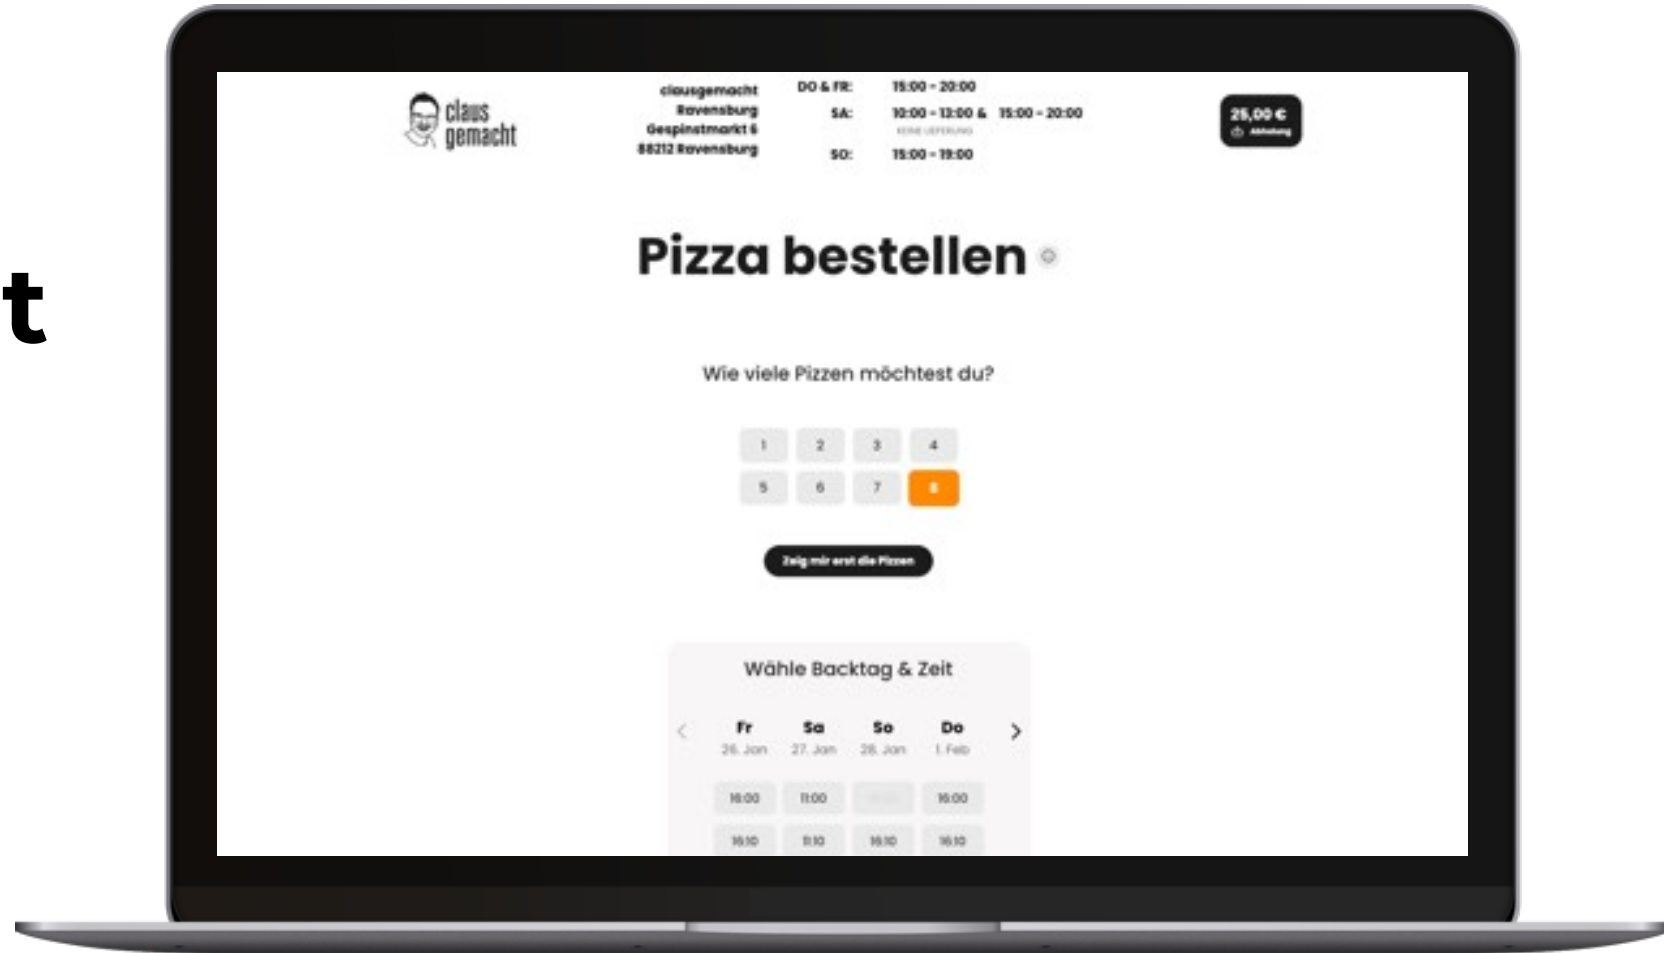 t
claus
gemacht
clausgemacht
Ravensburg
Gespinstmarkt 6
88212 Ravensburg
DO & FR: 15:00 - 20:00
SA: 10:00 - 13:00 & 15:00 - 20:00
KEINE LIEFERUNG
SO: 15:00 - 19:00
25,00 €
Abholung
Pizza bestellen
Wie viele Pizzen möchtest du?
1 2 3 4
5 6 7 8
Zeig mir erst die Pizzen
Wähle Backtag & Zeit
Fr Sa So Do
26. Jan 27. Jan 28. Jan 1. Feb
16:00 11:00 16:00
16:10 11:10 16:10 16:10